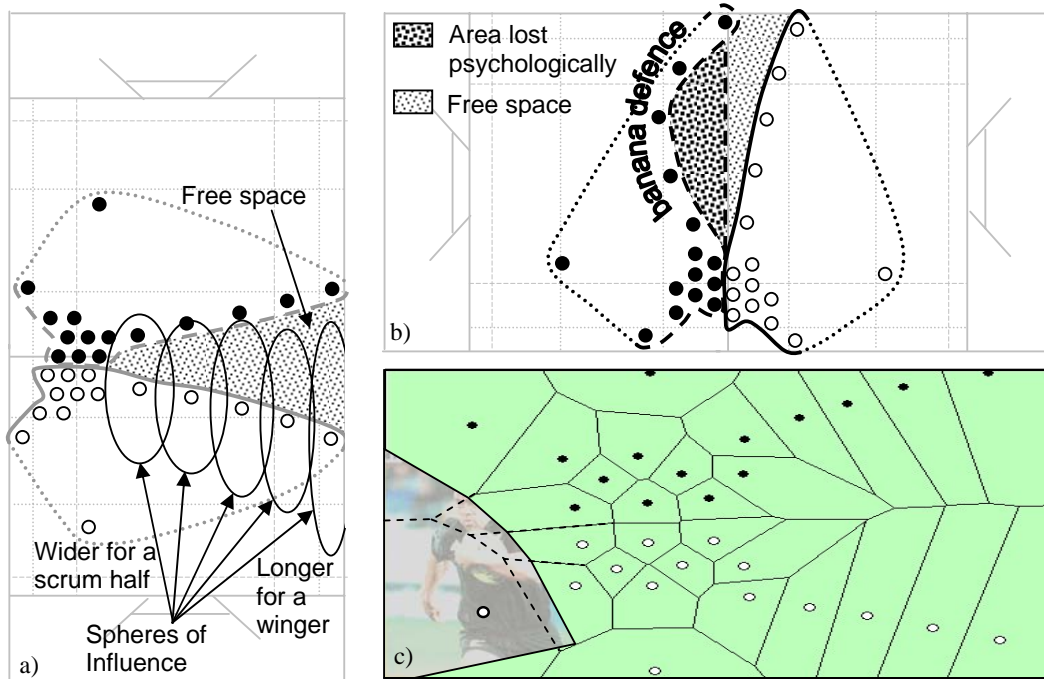 Free space
Wider for a
scrum half
Longer
for a
winger
Spheres of
Influence
a)
Area lost
psychologically
Free space
banana defence
b)
c)